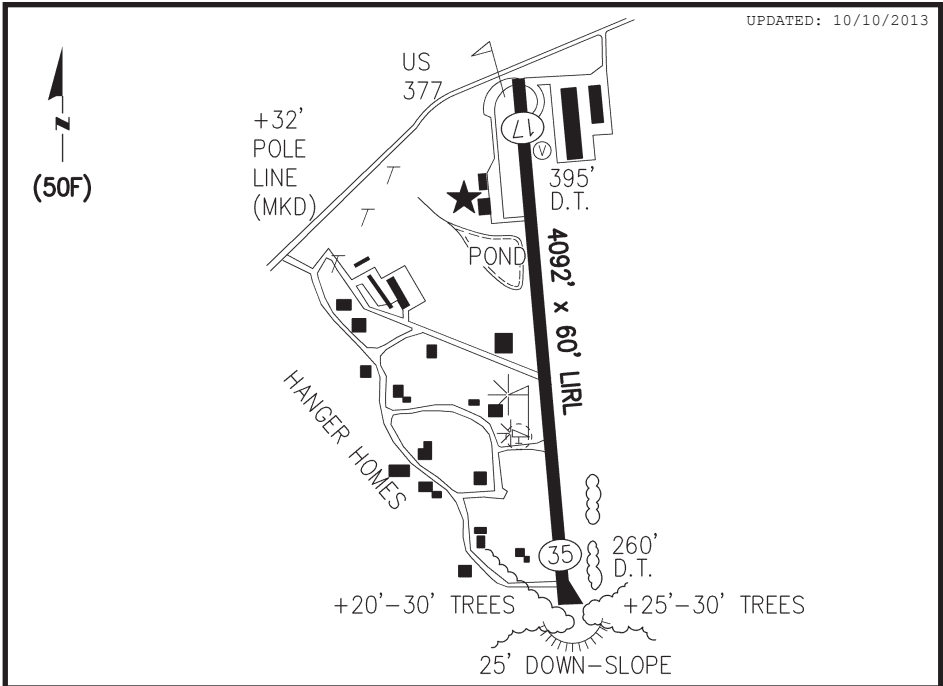 UPDATED: 10/10/2013
US
377
N
(50F)
+32'
POLE
LINE
(MKD)
17
V
395'
D.T.
T
T
T
POND
4092' x 60' LIRL
HANGER HOMES
H
35
260'
D.T.
+20'-30' TREES
+25'-30' TREES
25' DOWN-SLOPE